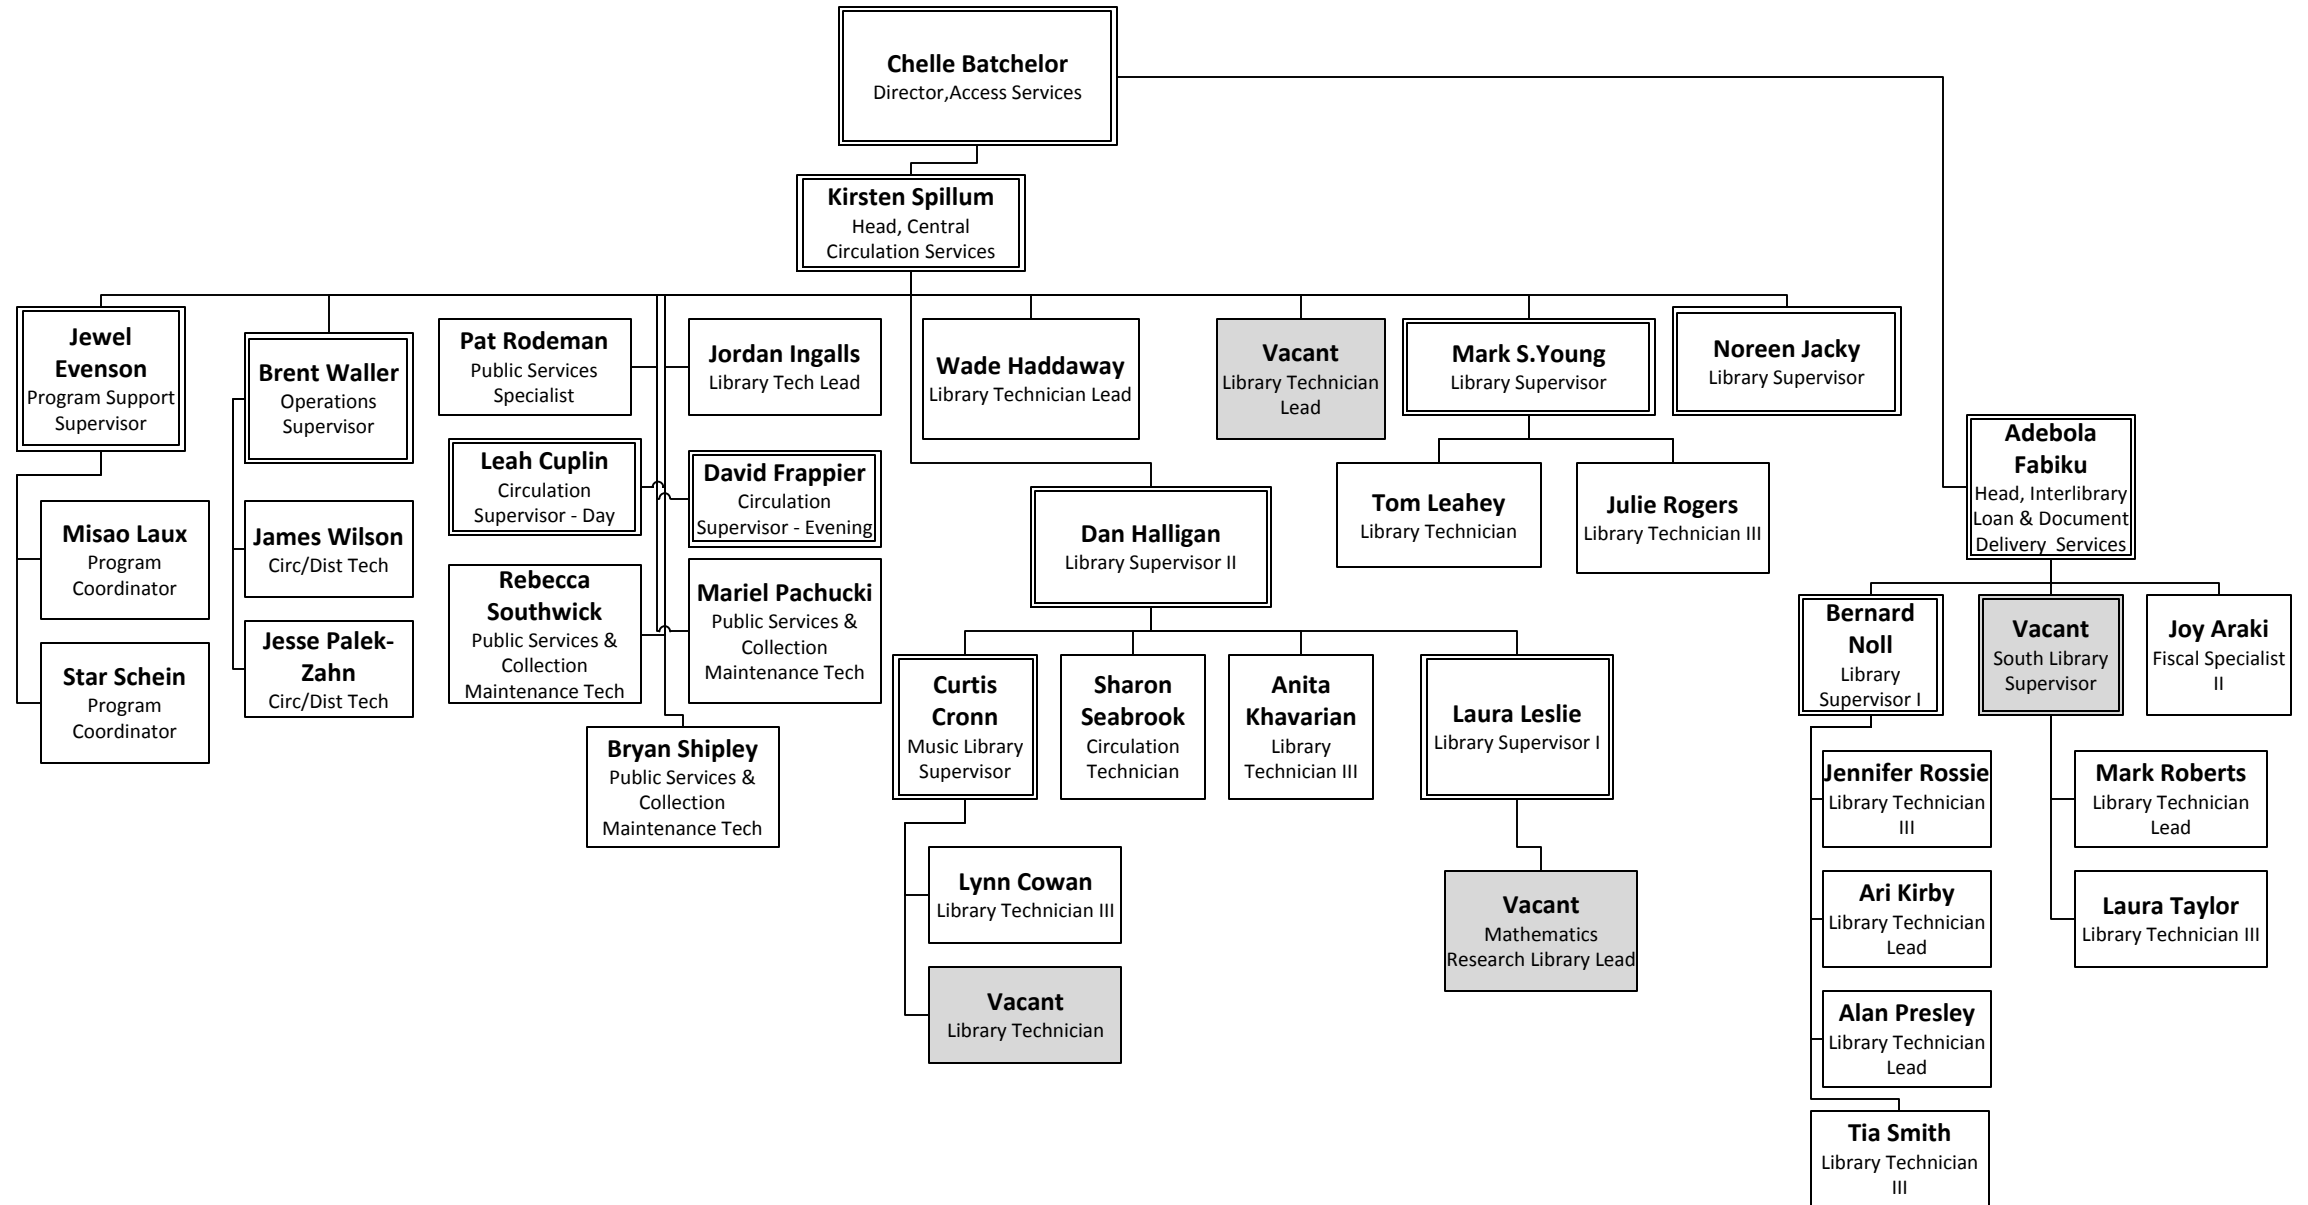 Chelle Batchelor
Director,Access Services
Kirsten Spillum
Head, Central
Circulation Services
Jewel
Evenson
Program Support
Supervisor
Misao Laux
Program
Coordinator
Star Schein
Program
Coordinator
Brent Waller
Operations
Supervisor
James Wilson
Circ/Dist Tech
Jesse Palek-
Zahn
Circ/Dist Tech
Pat Rodeman
Public Services
Specialist
Jordan Ingalls
Library Tech Lead
Leah Cuplin
Circulation
Supervisor - Day
David Frappier
Circulation
Supervisor - Evening
Rebecca
Southwick
Public Services &
Collection
Maintenance Tech
Mariel Pachucki
Public Services &
Collection
Maintenance Tech
Bryan Shipley
Public Services &
Collection
Maintenance Tech
Wade Haddaway
Library Technician Lead
Vacant
Library Technician
Lead
Mark S.Young
Library Supervisor
Noreen Jacky
Library Supervisor
Tom Leahey
Library Technician
Julie Rogers
Library Technician III
Dan Halligan
Library Supervisor II
Curtis
Cronn
Music Library
Supervisor
Sharon
Seabrook
Circulation
Technician
Anita
Khavarian
Library
Technician III
Laura Leslie
Library Supervisor I
Lynn Cowan
Library Technician III
Vacant
Library Technician
Vacant
Mathematics
Research Library Lead
Adebola
Fabiku
Head, Interlibrary
Loan & Document
Delivery  Services
Bernard
Noll
Library
Supervisor I
Vacant
South Library
Supervisor
Joy Araki
Fiscal Specialist
II
Jennifer Rossie
Library Technician
III
Ari Kirby
Library Technician
Lead
Alan Presley
Library Technician
Lead
Tia Smith
Library Technician
III
Mark Roberts
Library Technician
Lead
Laura Taylor
Library Technician III